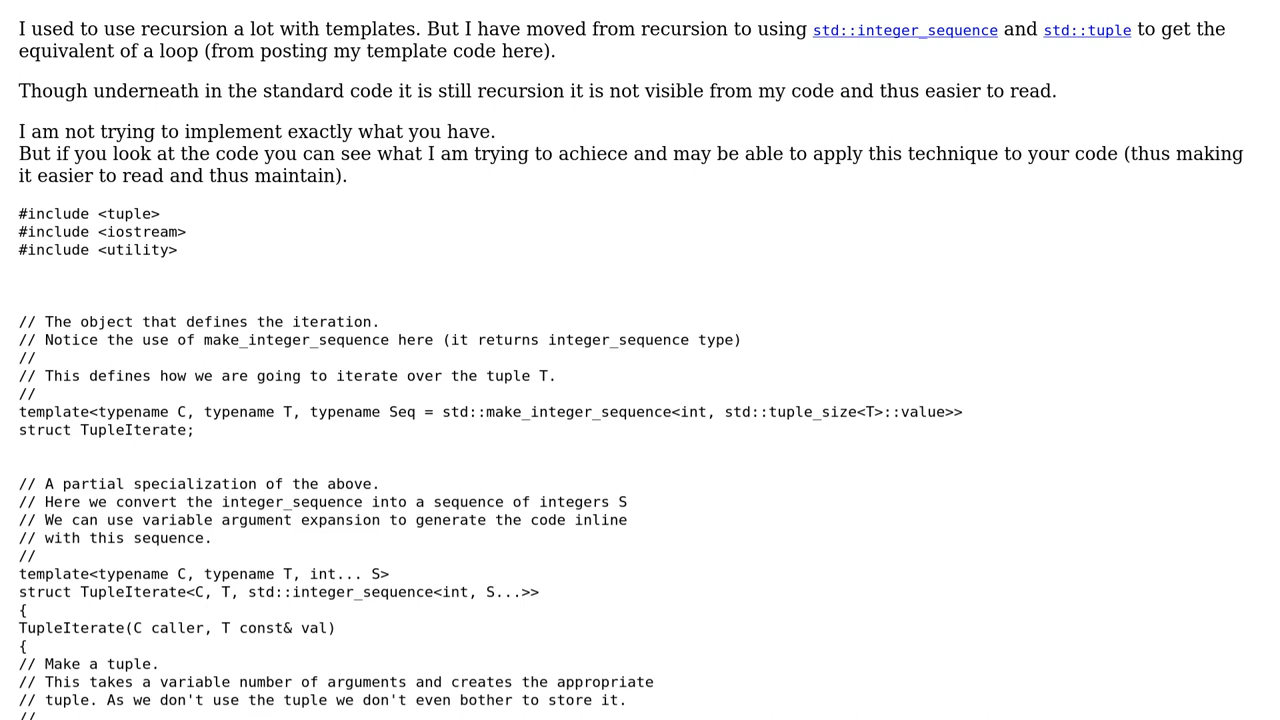 I used to use recursion a lot with templates. But I have moved from recursion to using std::integer_sequence and std::tuple to get the
equivalent of a loop (from posting my template code here).
Though underneath in the standard code it is still recursion it is not visible from my code and thus easier to read.
I am not trying to implement exactly what you have.
But if you look at the code you can see what I am trying to achiece and may be able to apply this technique to your code (thus making
it easier to read and thus maintain).
#include <tuple>
#include <iostream>
#include <utility>
// The object that defines the iteration.
// Notice the use of make_integer_sequence here (it returns integer_sequence type)
//
// This defines how we are going to iterate over the tuple T.
//
template<typename C, typename T, typename Seq = std::make_integer_sequence<int, std::tuple_size<T>::value>>
struct TupleIterate;
// A partial specialization of the above.
// Here we convert the integer_sequence into a sequence of integers S
// We can use variable argument expansion to generate the code inline
// with this sequence.
//
template<typename C, typename T, int... S>
struct TupleIterate<C, T, std::integer_sequence<int, S...>>
{
TupleIterate(C caller, T const& val)
{
// Make a tuple.
// This takes a variable number of arguments and creates the appropriate
// tuple. As we don't use the tuple we don't even bother to store it.
//